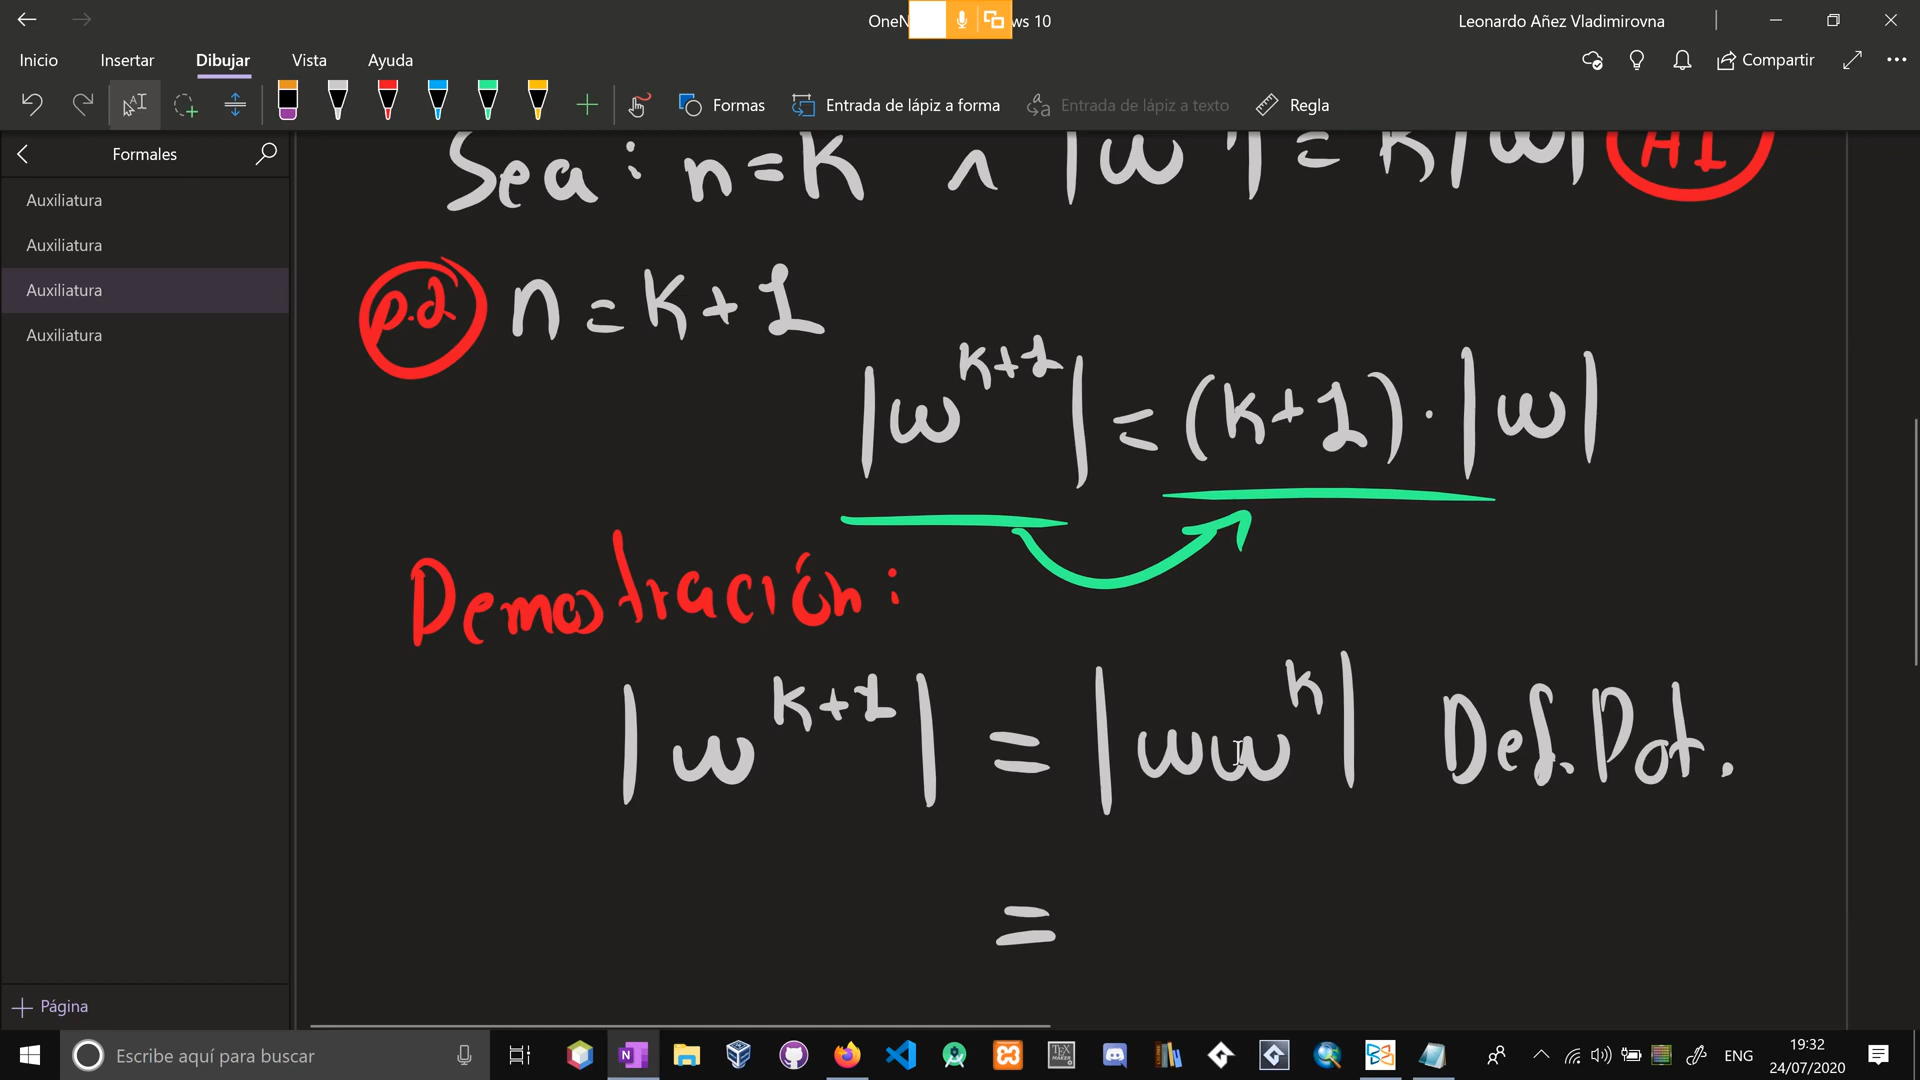 OneN ws 10
Leonardo Añez Vladimirovna
Inicio Insertar Dibujar Vista Ayuda
Compartir
Formas Entrada de lápiz a forma Entrada de lápiz a texto Regla
Formales
Auxiliatura
Auxiliatura
Auxiliatura
Auxiliatura
Página
Sea: n=k ∧ |w | = k|w|
p.d n=k+1
|w^{k+1}| = (k+1)·|w|
Demostración:
|w^{k+1}| = |ww^{k}| Def. Pot.
=
Escribe aquí para buscar
ENG
19:32
24/07/2020